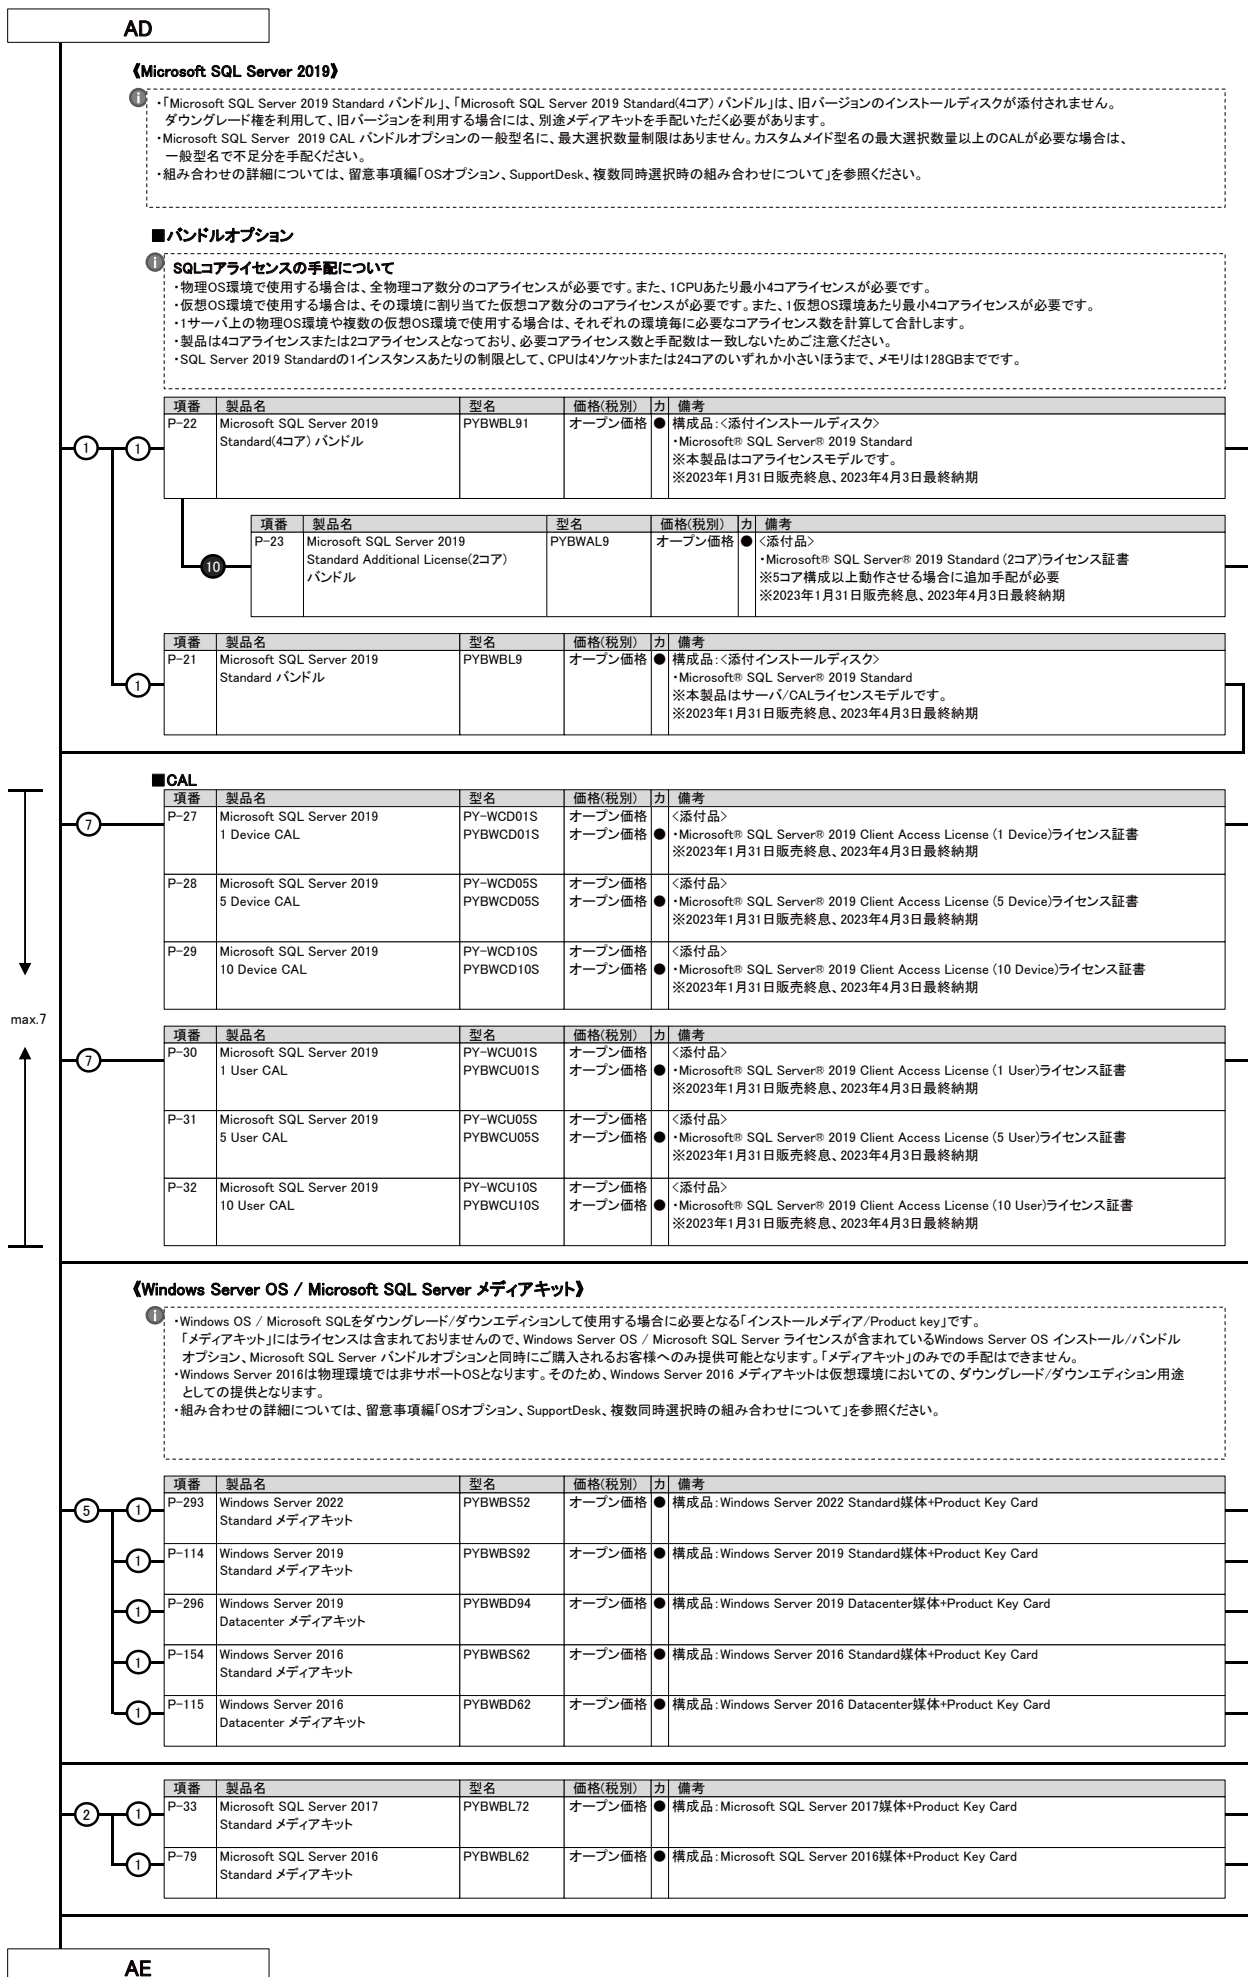 AD
《Microsoft SQL Server 2019》
・「Microsoft SQL Server 2019 Standard バンドル」、「Microsoft SQL Server 2019 Standard(4コア) バンドル」は、旧バージョンのインストールディスクが添付されません。
ダウングレード権を利用して、旧バージョンを利用する場合には、別途メディアキットを手配いただく必要があります。
・Microsoft SQL Server 2019 CAL バンドルオプションの一般型名に、最大選択数量制限はありません。カスタムメイド型名の最大選択数量以上のCALが必要な場合は、
一般型名で不足分を手配ください。
・組み合わせの詳細については、留意事項編「OSオプション、SupportDesk、複数同時選択時の組み合わせについて」を参照ください。
■バンドルオプション
SQLコアライセンスの手配について
・物理OS環境で使用する場合は、全物理コア数分のコアライセンスが必要です。また、1CPUあたり最小4コアライセンスが必要です。
・仮想OS環境で使用する場合は、その環境に割り当てた仮想コア数分のコアライセンスが必要です。また、1仮想OS環境あたり最小4コアライセンスが必要です。
・1サーバ上の物理OS環境や複数の仮想OS環境で使用する場合は、それぞれの環境毎に必要なコアライセンス数を計算して合計します。
・製品は4コアライセンスまたは2コアライセンスとなっており、必要コアライセンス数と手配数は一致しないためご注意ください。
・SQL Server 2019 Standardの1インスタンスあたりの制限として、CPUは4ソケットまたは24コアのいずれか小さいほうまで、メモリは128GBまでです。
項番 製品名 型名 価格(税別) カ 備考
P-22 Microsoft SQL Server 2019 PYBWBL91 オープン価格 ● 構成品:<添付インストールディスク>
Standard(4コア) バンドル ・Microsoft® SQL Server® 2019 Standard
1 1 ※本製品はコアライセンスモデルです。
※2023年1月31日販売終息、2023年4月3日最終納期
項番 製品名 型名 価格(税別) カ 備考
P-23 Microsoft SQL Server 2019 PYBWAL9 オープン価格 ● <添付品>
Standard Additional License(2コア) ・Microsoft® SQL Server® 2019 Standard (2コア)ライセンス証書
10 バンドル ※5コア構成以上動作させる場合に追加手配が必要
※2023年1月31日販売終息、2023年4月3日最終納期
項番 製品名 型名 価格(税別) カ 備考
P-21 Microsoft SQL Server 2019 PYBWBL9 オープン価格 ● 構成品:<添付インストールディスク>
Standard バンドル ・Microsoft® SQL Server® 2019 Standard
1 ※本製品はサーバ/CALライセンスモデルです。
※2023年1月31日販売終息、2023年4月3日最終納期
■CAL
項番 製品名 型名 価格(税別) カ 備考
P-27 Microsoft SQL Server 2019 PY-WCD01S オープン価格 <添付品>
7 1 Device CAL PYBWCD01S オープン価格 ● ・Microsoft® SQL Server® 2019 Client Access License (1 Device)ライセンス証書
※2023年1月31日販売終息、2023年4月3日最終納期
P-28 Microsoft SQL Server 2019 PY-WCD05S オープン価格 <添付品>
5 Device CAL PYBWCD05S オープン価格 ● ・Microsoft® SQL Server® 2019 Client Access License (5 Device)ライセンス証書
※2023年1月31日販売終息、2023年4月3日最終納期
P-29 Microsoft SQL Server 2019 PY-WCD10S オープン価格 <添付品>
10 Device CAL PYBWCD10S オープン価格 ● ・Microsoft® SQL Server® 2019 Client Access License (10 Device)ライセンス証書
※2023年1月31日販売終息、2023年4月3日最終納期
max.7
項番 製品名 型名 価格(税別) カ 備考
P-30 Microsoft SQL Server 2019 PY-WCU01S オープン価格 <添付品>
7 1 User CAL PYBWCU01S オープン価格 ● ・Microsoft® SQL Server® 2019 Client Access License (1 User)ライセンス証書
※2023年1月31日販売終息、2023年4月3日最終納期
P-31 Microsoft SQL Server 2019 PY-WCU05S オープン価格 <添付品>
5 User CAL PYBWCU05S オープン価格 ● ・Microsoft® SQL Server® 2019 Client Access License (5 User)ライセンス証書
※2023年1月31日販売終息、2023年4月3日最終納期
P-32 Microsoft SQL Server 2019 PY-WCU10S オープン価格 <添付品>
10 User CAL PYBWCU10S オープン価格 ● ・Microsoft® SQL Server® 2019 Client Access License (10 User)ライセンス証書
※2023年1月31日販売終息、2023年4月3日最終納期
《Windows Server OS / Microsoft SQL Server メディアキット》
・Windows OS / Microsoft SQLをダウングレード/ダウンエディションして使用する場合に必要となる「インストールメディア/Product key」です。
「メディアキット」にはライセンスは含まれておりませんので、Windows Server OS / Microsoft SQL Server ライセンスが含まれているWindows Server OS インストール/バンドル
オプション、Microsoft SQL Server バンドルオプションと同時にご購入されるお客様へのみ提供可能となります。「メディアキット」のみでの手配はできません。
・Windows Server 2016は物理環境では非サポートOSとなります。そのため、Windows Server 2016 メディアキットは仮想環境においての、ダウングレード/ダウンエディション用途
としての提供となります。
・組み合わせの詳細については、留意事項編「OSオプション、SupportDesk、複数同時選択時の組み合わせについて」を参照ください。
項番 製品名 型名 価格(税別) カ 備考
5 1 P-293 Windows Server 2022 PYBWBS52 オープン価格 ● 構成品:Windows Server 2022 Standard媒体+Product Key Card
Standard メディアキット
1 P-114 Windows Server 2019 PYBWBS92 オープン価格 ● 構成品:Windows Server 2019 Standard媒体+Product Key Card
Standard メディアキット
1 P-296 Windows Server 2019 PYBWBD94 オープン価格 ● 構成品:Windows Server 2019 Datacenter媒体+Product Key Card
Datacenter メディアキット
1 P-154 Windows Server 2016 PYBWBS62 オープン価格 ● 構成品:Windows Server 2016 Standard媒体+Product Key Card
Standard メディアキット
1 P-115 Windows Server 2016 PYBWBD62 オープン価格 ● 構成品:Windows Server 2016 Datacenter媒体+Product Key Card
Datacenter メディアキット
項番 製品名 型名 価格(税別) カ 備考
2 1 P-33 Microsoft SQL Server 2017 PYBWBL72 オープン価格 ● 構成品:Microsoft SQL Server 2017媒体+Product Key Card
Standard メディアキット
1 P-79 Microsoft SQL Server 2016 PYBWBL62 オープン価格 ● 構成品:Microsoft SQL Server 2016媒体+Product Key Card
Standard メディアキット
AE